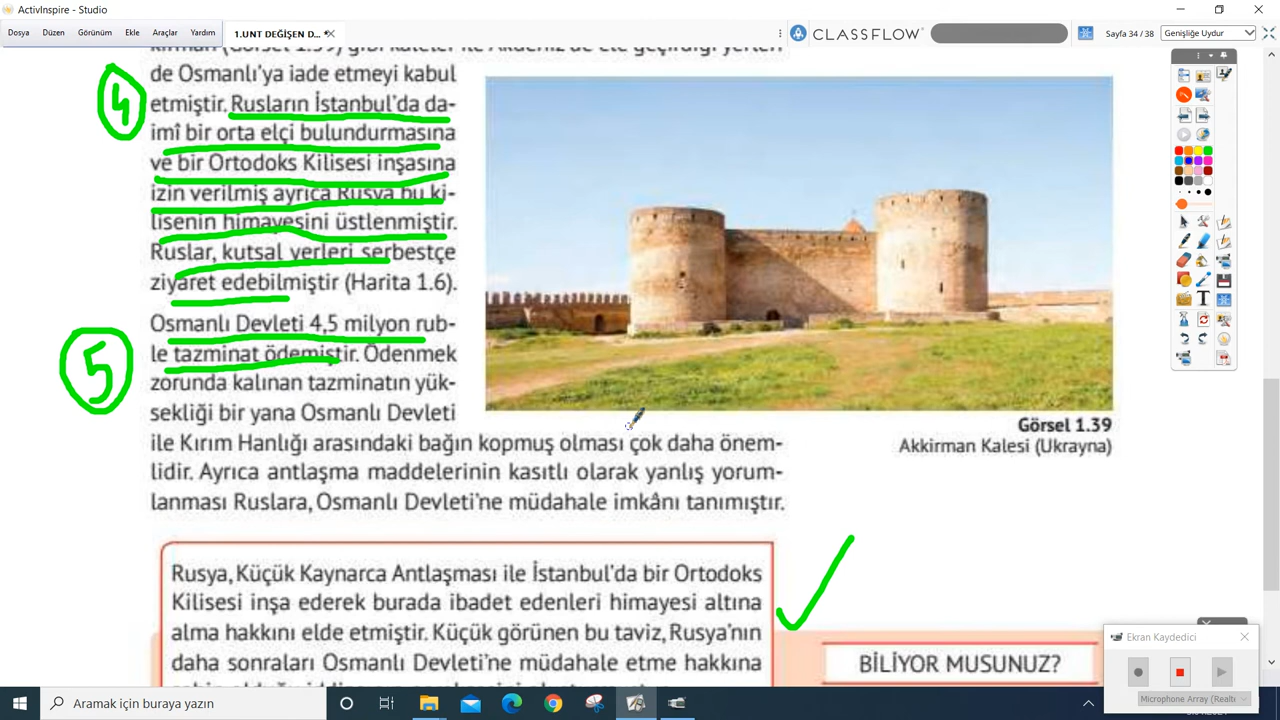 ActivInspire - Studio
Dosya Düzen Görünüm Ekle Araçlar Yardım
1.UNT DEĞİŞEN D...
CLASSFLOW
Sayfa 34 / 38
Genişliğe Uydur
4
de Osmanlı'ya iade etmeyi kabul
etmiştir. Rusların İstanbul'da da-
imî bir orta elçi bulundurmasına
ve bir Ortodoks Kilisesi inşasına
izin verilmiş ayrıca Rusya bu ki-
lisenin himayesini üstlenmiştir.
Ruslar, kutsal yerleri serbestçe
ziyaret edebilmiştir (Harita 1.6).
5
Osmanlı Devleti 4,5 milyon rub-
le tazminat ödemiştir. Ödenmek
zorunda kalınan tazminatın yük-
sekliği bir yana Osmanlı Devleti
ile Kırım Hanlığı arasındaki bağın kopmuş olması çok daha önem-
lidir. Ayrıca antlaşma maddelerinin kasıtlı olarak yanlış yorum-
lanması Ruslara, Osmanlı Devleti'ne müdahale imkânı tanımıştır.
Görsel 1.39
Akkirman Kalesi (Ukrayna)
Rusya, Küçük Kaynarca Antlaşması ile İstanbul'da bir Ortodoks
Kilisesi inşa ederek burada ibadet edenleri himayesi altına
alma hakkını elde etmiştir. Küçük görünen bu taviz, Rusya'nın
daha sonraları Osmanlı Devleti'ne müdahale etme hakkına
BİLİYOR MUSUNUZ?
Ekran Kaydedici
Microphone Array (Realt
Aramak için buraya yazın